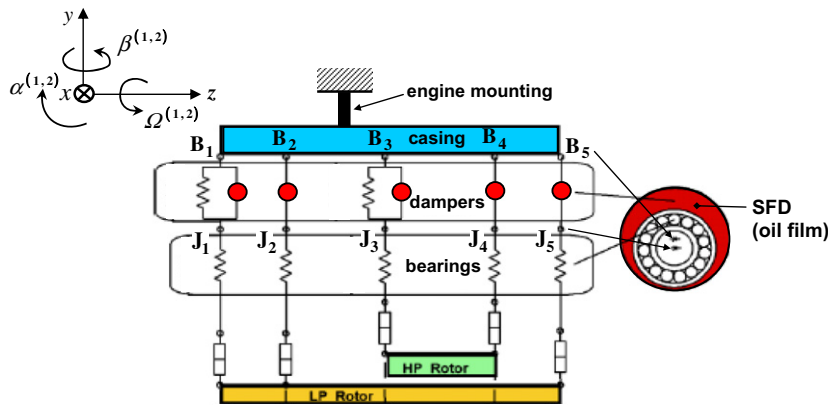 y
β(1,2)
α(1,2)
x
z
Ω(1,2)
engine mounting
casing
B1
B2
B3
B4
B5
dampers
SFD
(oil film)
J1
J2
J3
J4
J5
bearings
HP Rotor
LP Rotor